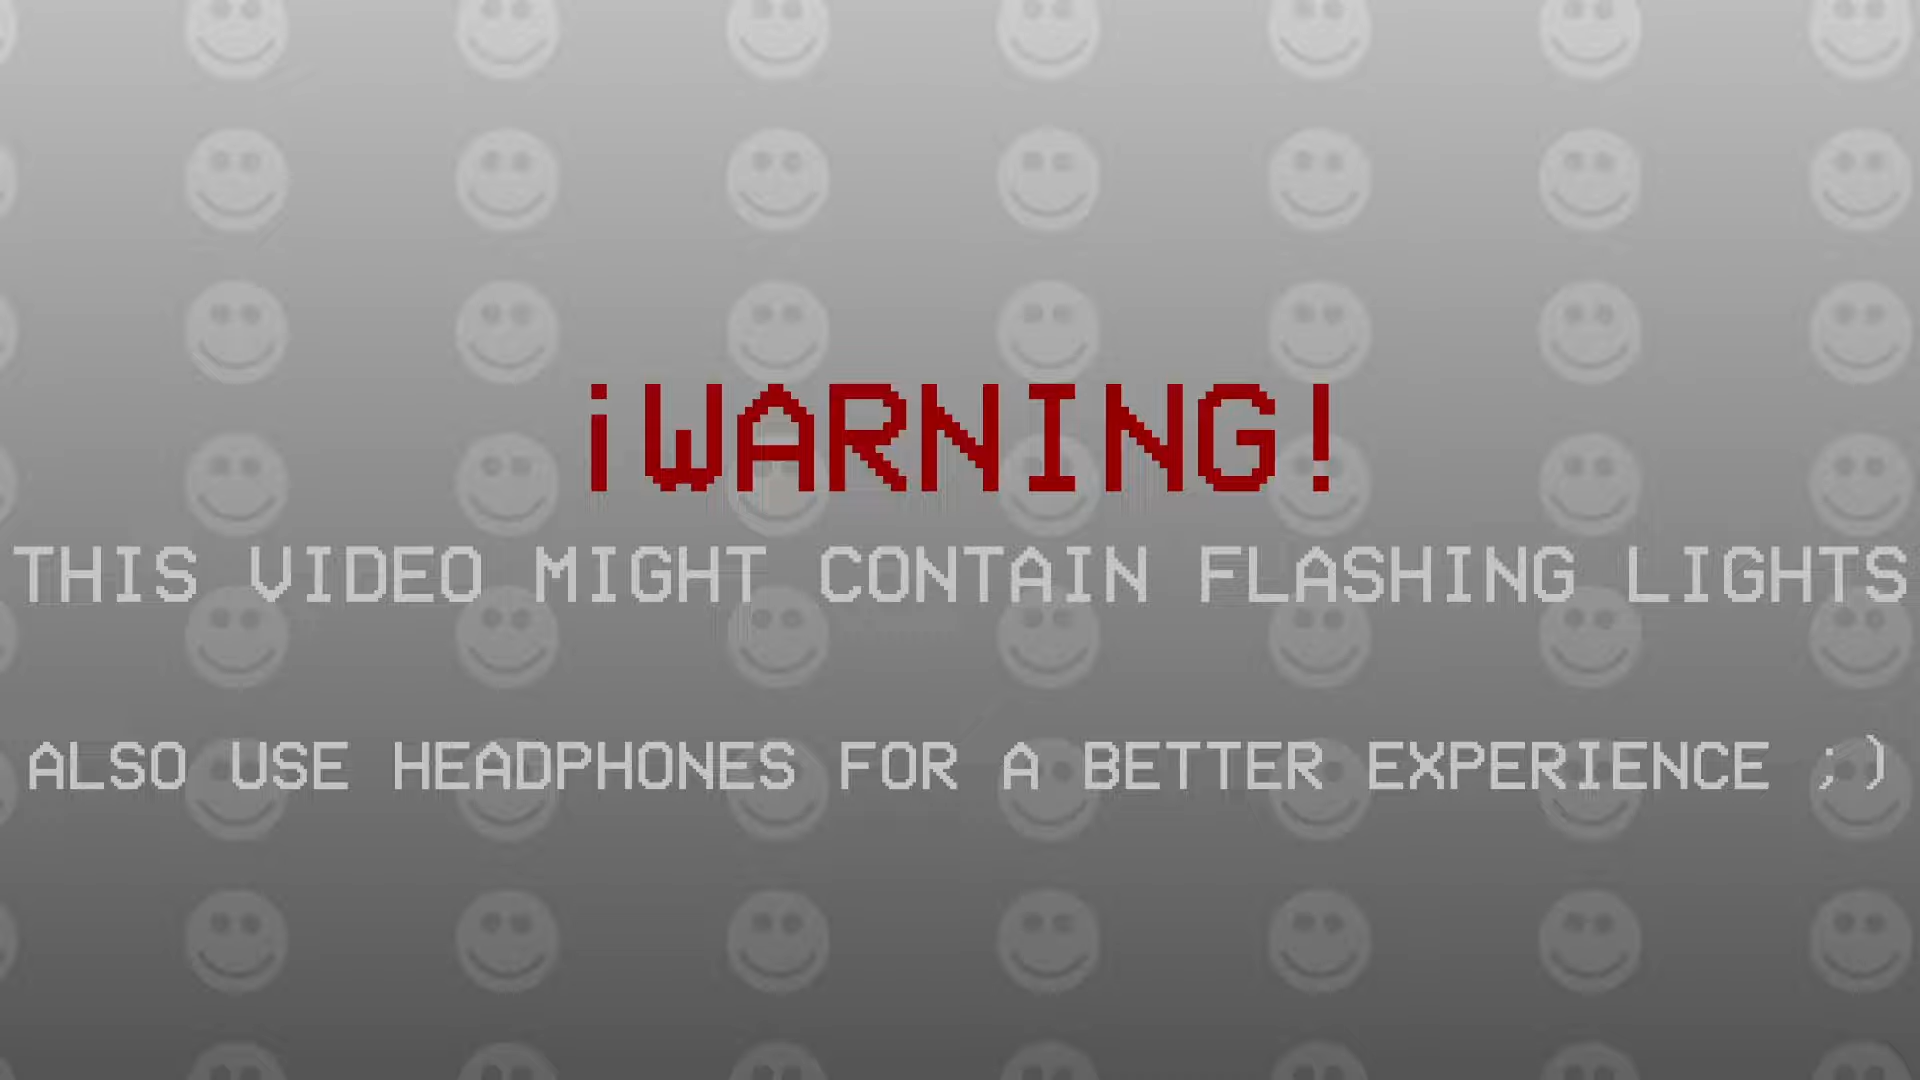 ¡WARNING!
THIS VIDEO MIGHT CONTAIN FLASHING LIGHTS
ALSO USE HEADPHONES FOR A BETTER EXPERIENCE ;)